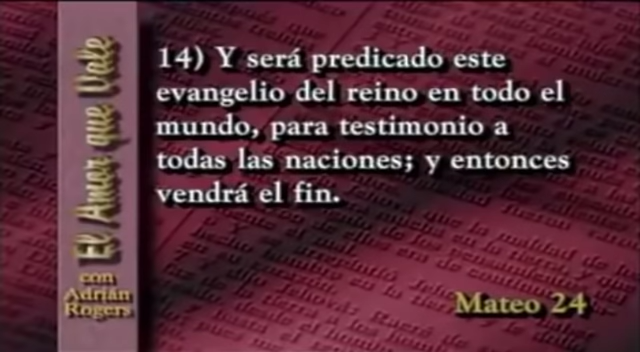 El Amor que Vale
con
Adrián
Rogers
14) Y será predicado este
evangelio del reino en todo el
mundo, para testimonio a
todas las naciones; y entonces
vendrá el fin.
Mateo 24